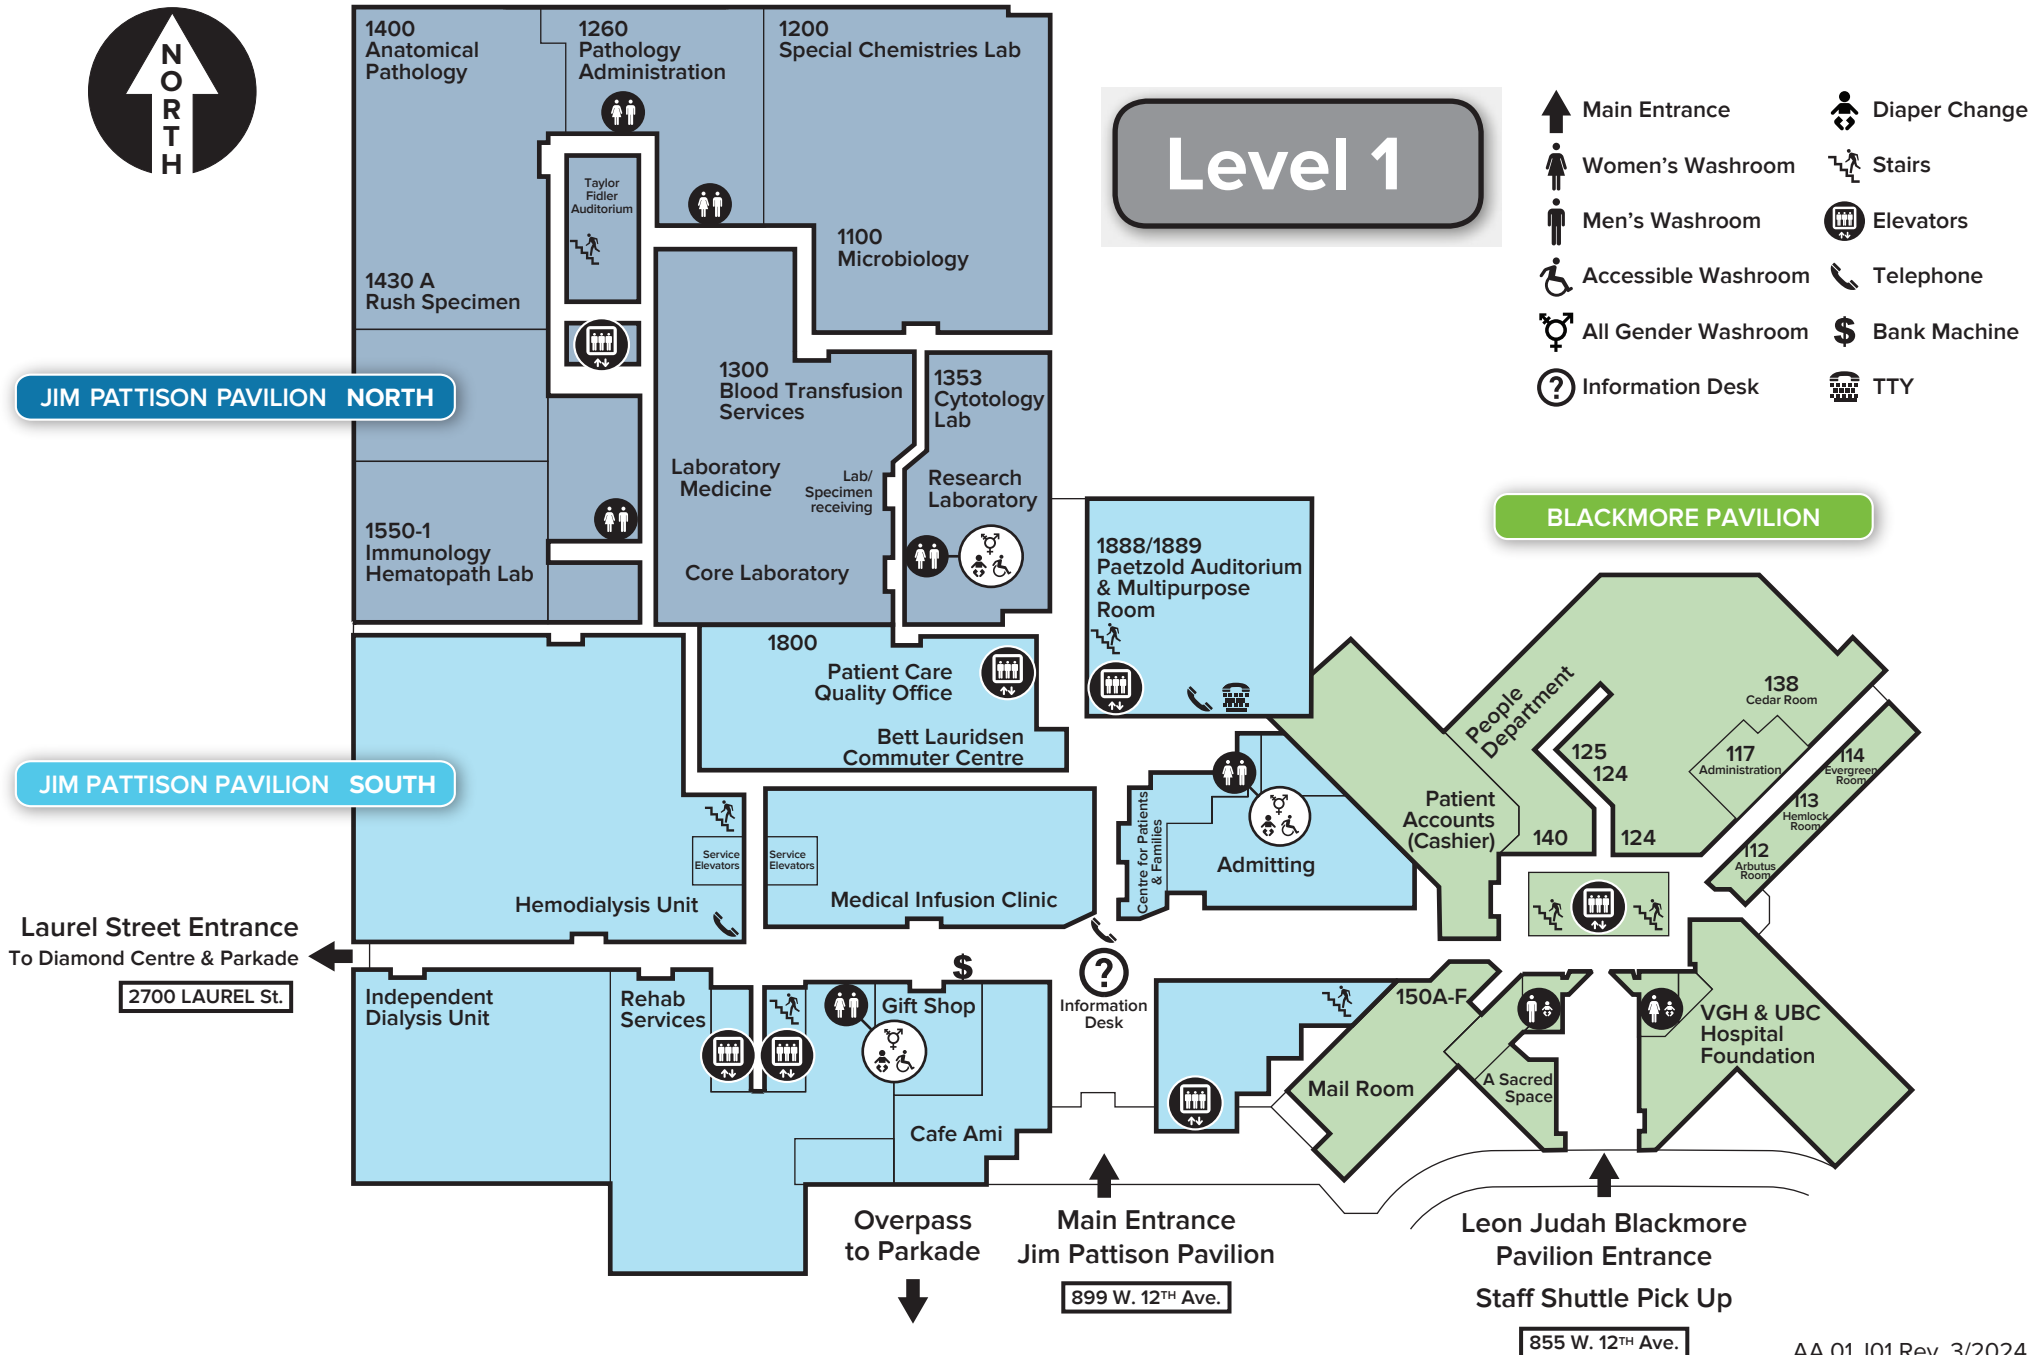 NORTH
1400
Anatomical
Pathology
1260
Pathology
Administration
1200
Special Chemistries Lab
Level 1
Main Entrance
Women's Washroom
Men's Washroom
Accessible Washroom
All Gender Washroom
? Information Desk
Diaper Change
Stairs
Elevators
Telephone
$ Bank Machine
TTY
Taylor
Fidler
Auditorium
1100
Microbiology
1430 A
Rush Specimen
JIM PATTISON PAVILION NORTH
1300
Blood Transfusion
Services
1353
Cytotology
Lab
Laboratory
Medicine
Lab/
Specimen
receiving
Research
Laboratory
1550-1
Immunology
Hematopath Lab
Core Laboratory
1888/1889
Paetzold Auditorium
& Multipurpose
Room
BLACKMORE PAVILION
1800
Patient Care
Quality Office
Bett Lauridsen
Commuter Centre
JIM PATTISON PAVILION SOUTH
People
Department
138
Cedar Room
125
124
117
Administration
114
Evergreen
Room
113
Hemlock
Room
112
Arbutus
Room
Patient
Accounts
(Cashier)
140
124
Service
Elevators
Service
Elevators
Centre for Patients
& Families
Admitting
Hemodialysis Unit
Medical Infusion Clinic
Laurel Street Entrance
To Diamond Centre & Parkade
2700 LAUREL St.
Independent
Dialysis Unit
Rehab
Services
$
Gift Shop
?
Information
Desk
150A-F
VGH & UBC
Hospital
Foundation
Mail Room
A Sacred
Space
Cafe Ami
Overpass
to Parkade
Main Entrance
Jim Pattison Pavilion
899 W. 12TH Ave.
Leon Judah Blackmore
Pavilion Entrance
Staff Shuttle Pick Up
855 W. 12TH Ave.
AA.01.J01.Rev. 3/2024